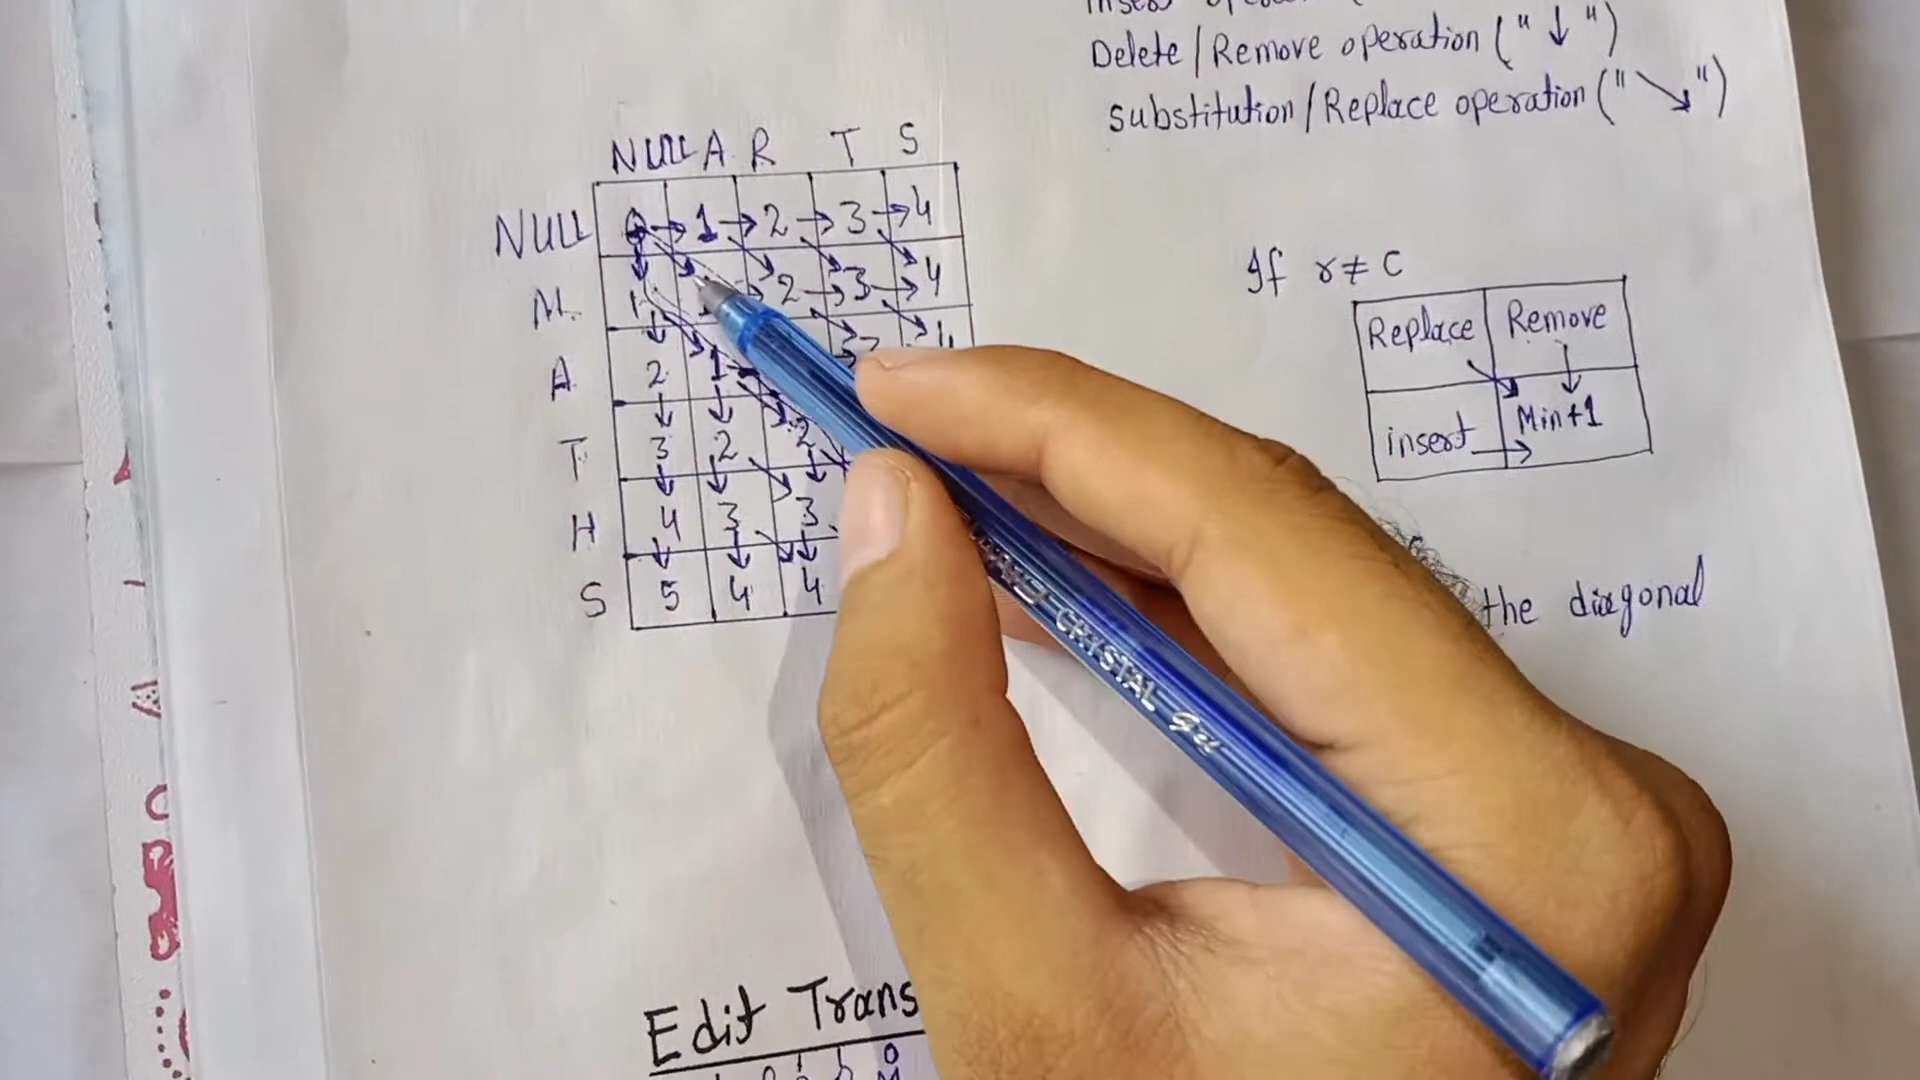 Delete/Remove operation ("↓")
substitution/Replace operation ("↘")
NULL A R T S
NULL 0 → 1 → 2 → 3 → 4
M 1 1 2 → 3 → 4
A 2 1
T 3 2 2
H 4 3 3
S 5 4 4
If r ≠ C
Replace Remove
insert → Min+1
the diagonal
CRYSTAL Gel
Edit Trans